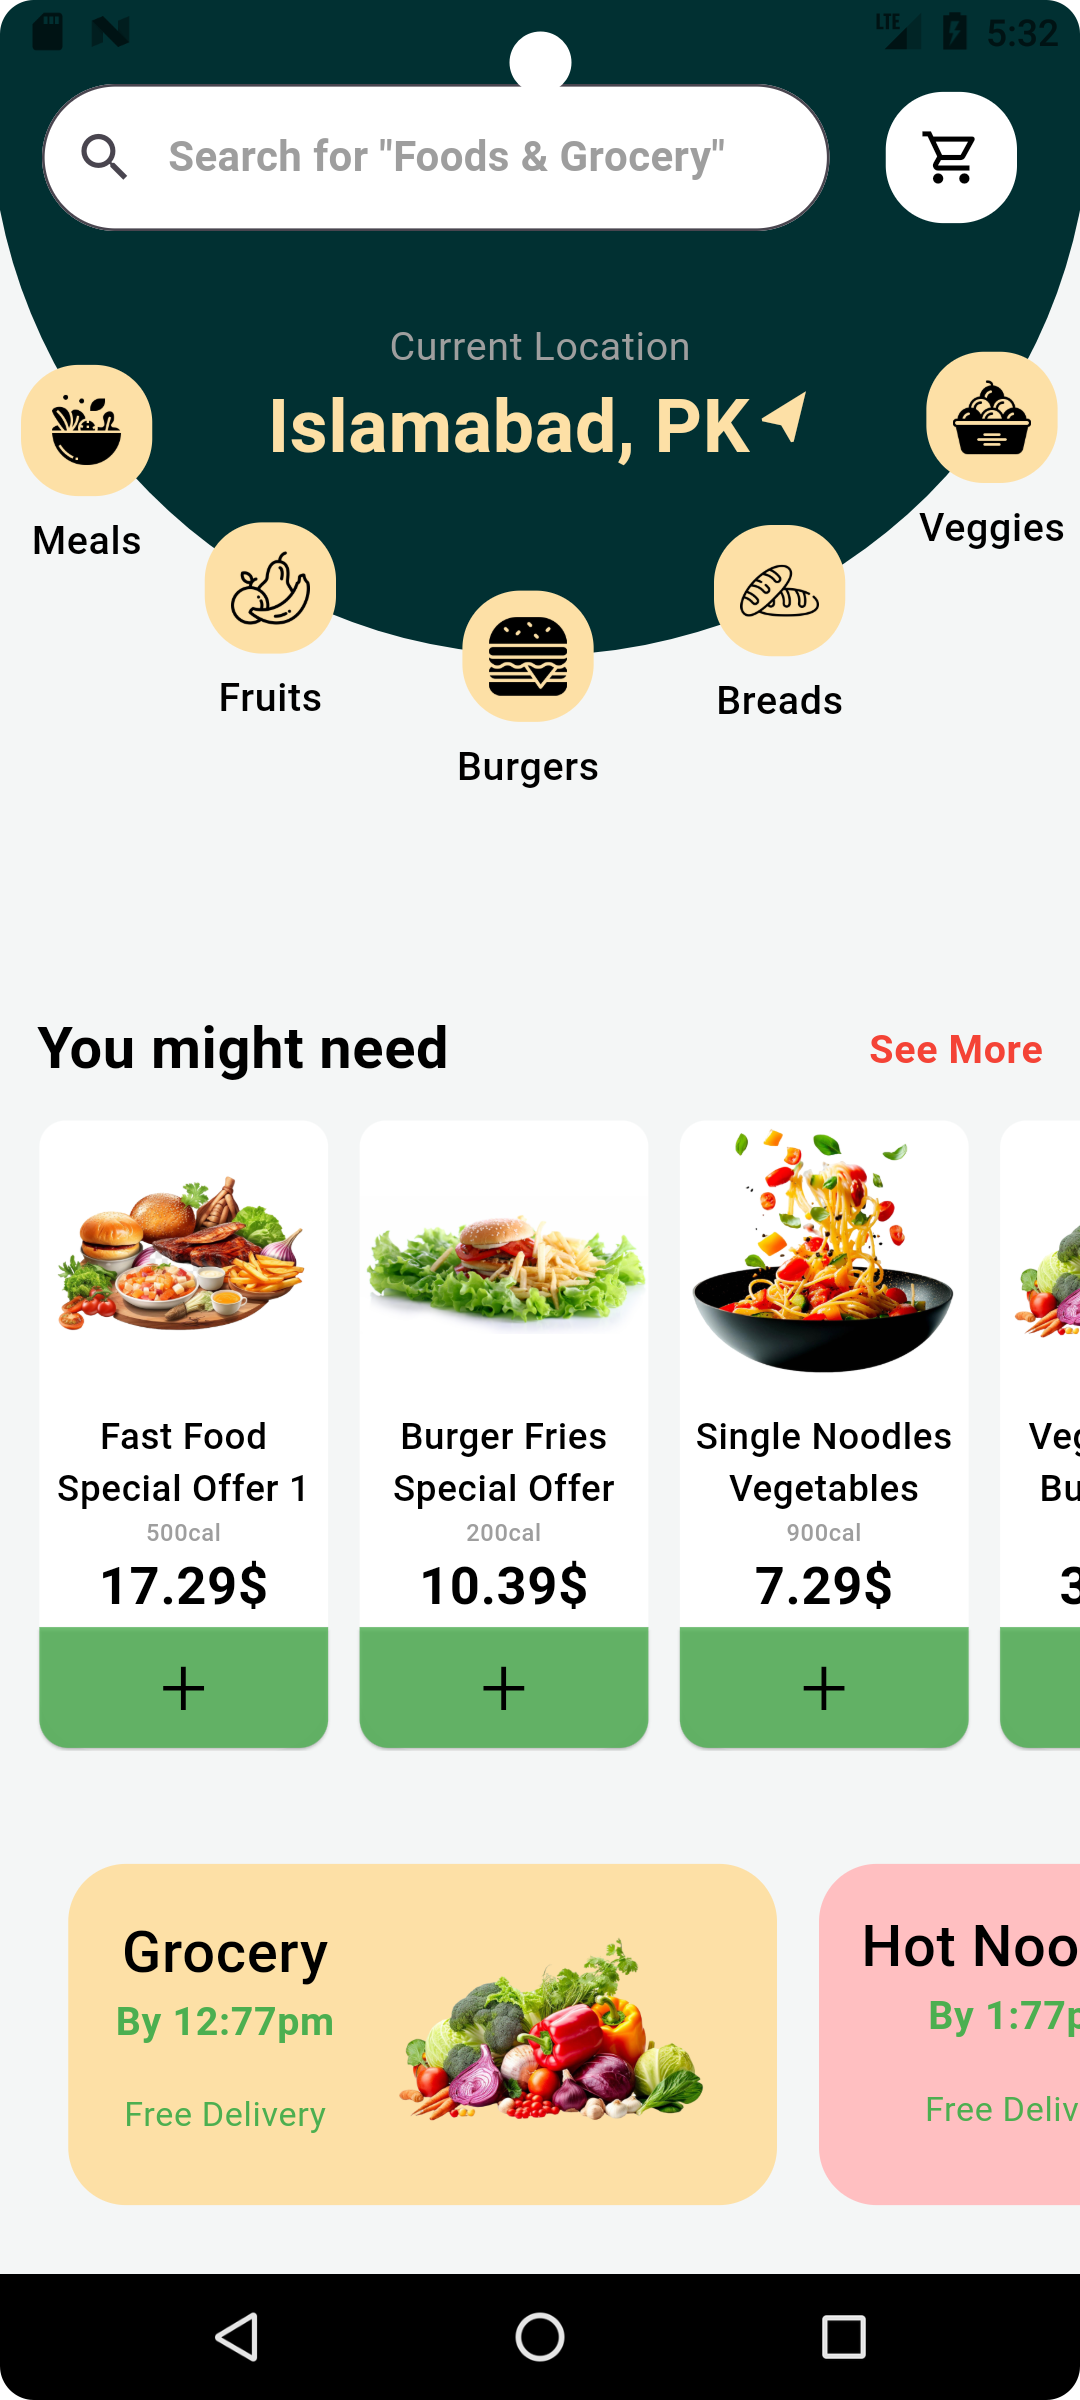 LTE 5:32
Search for "Foods & Grocery"
Current Location
Islamabad, PK
Meals
Fruits
Burgers
Breads
Veggies
You might need
See More
Fast Food
Special Offer 1
500cal
17.29$
Burger Fries
Special Offer
200cal
10.39$
Single Noodles
Vegetables
900cal
7.29$
Veg
Bu
3
Grocery
By 12:77pm
Free Delivery
Hot Noo
By 1:77p
Free Deliv